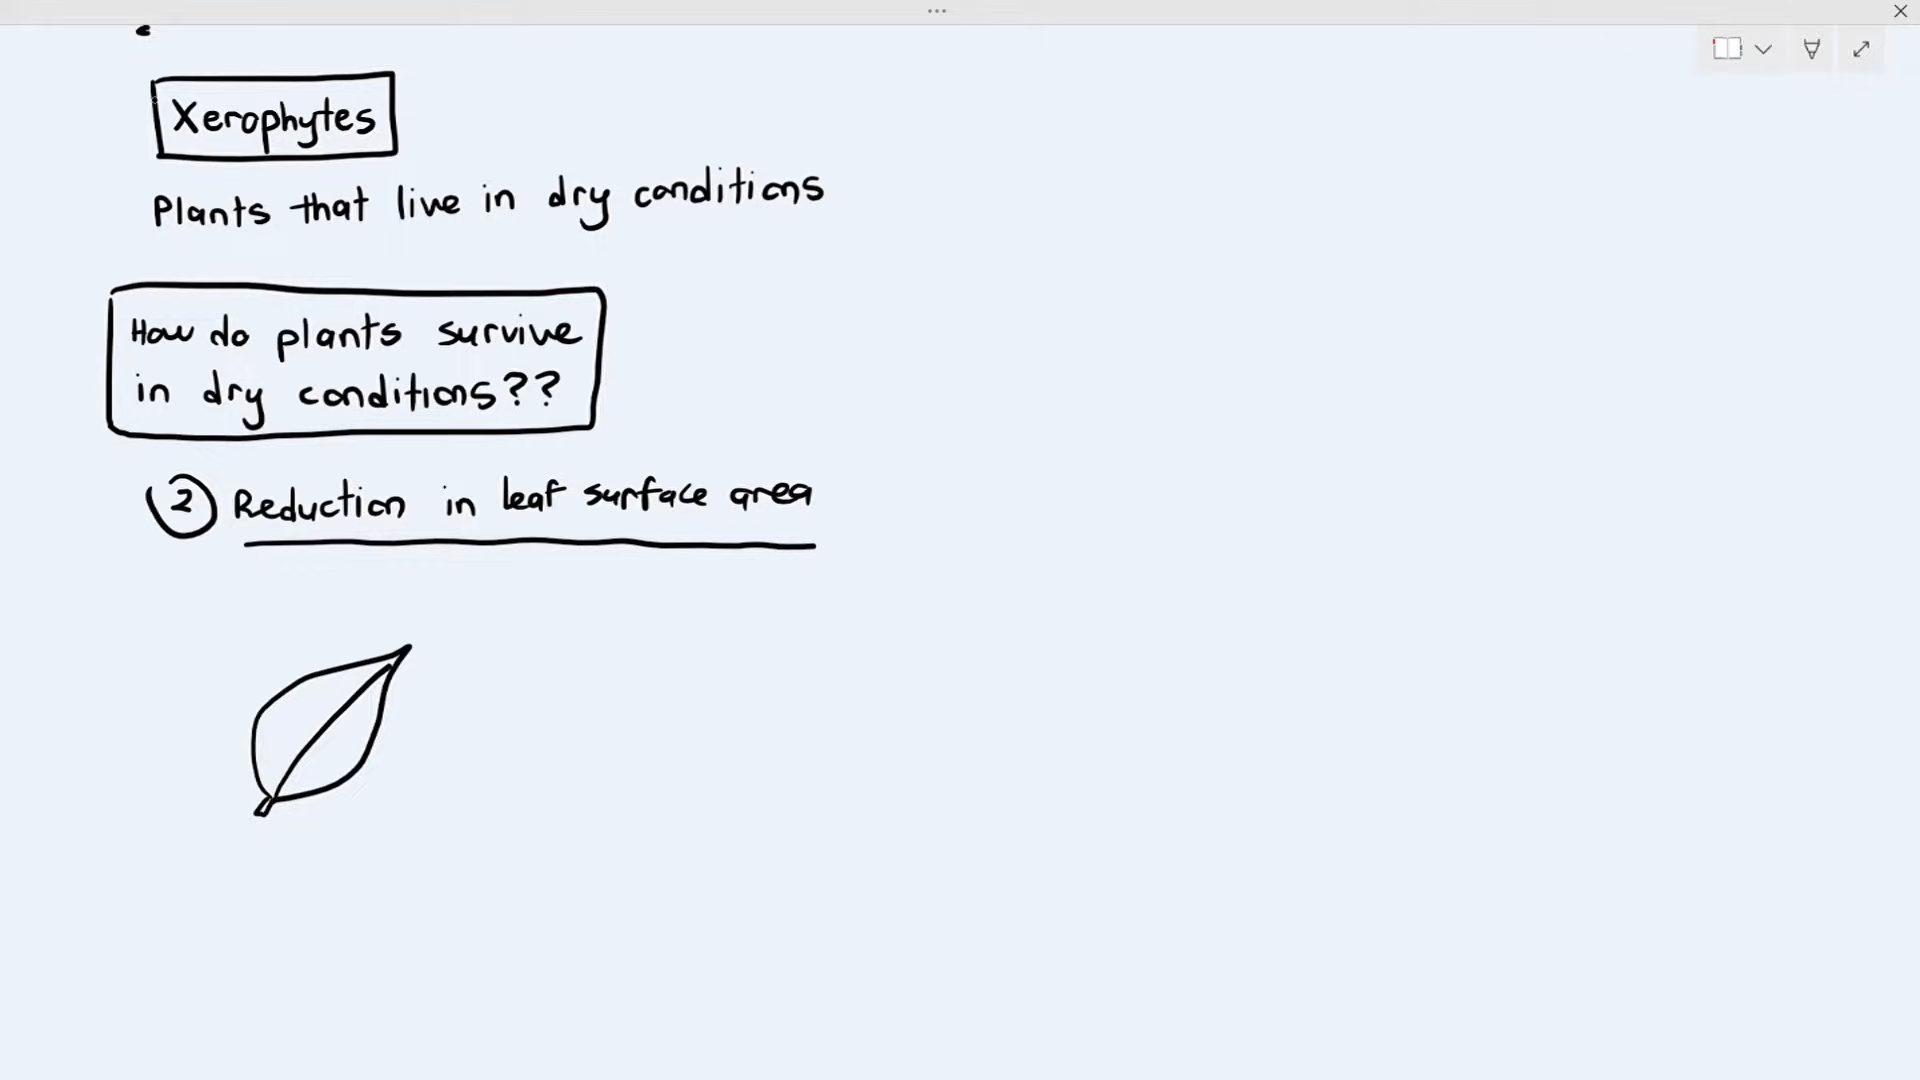 Xerophytes
Plants that live in dry conditions
How do plants survive
in dry conditions??
2 Reduction in leaf surface area